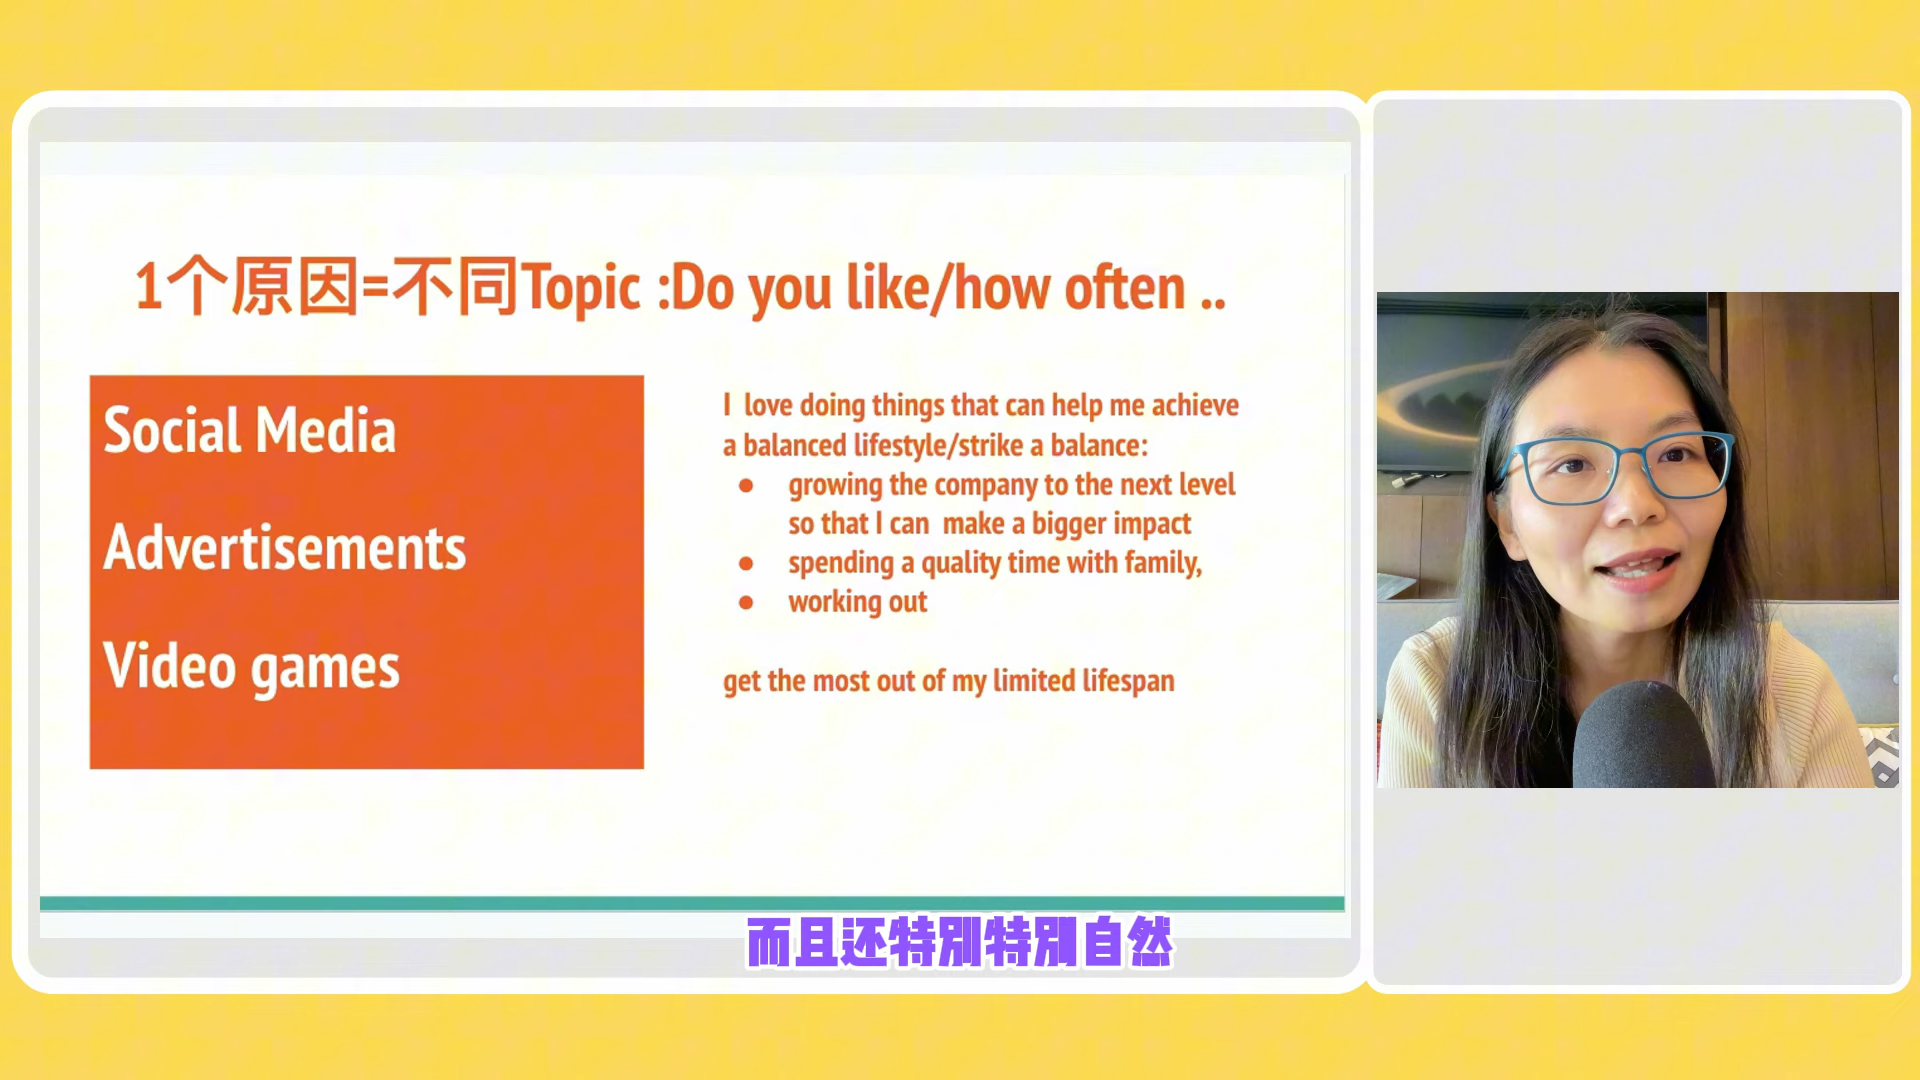 1个原因=不同Topic :Do you like/how often ..
Social Media
Advertisements
Video games
I love doing things that can help me achieve
a balanced lifestyle/strike a balance:
● growing the company to the next level
so that I can make a bigger impact
● spending a quality time with family,
● working out
get the most out of my limited lifespan
而且还特别特别自然